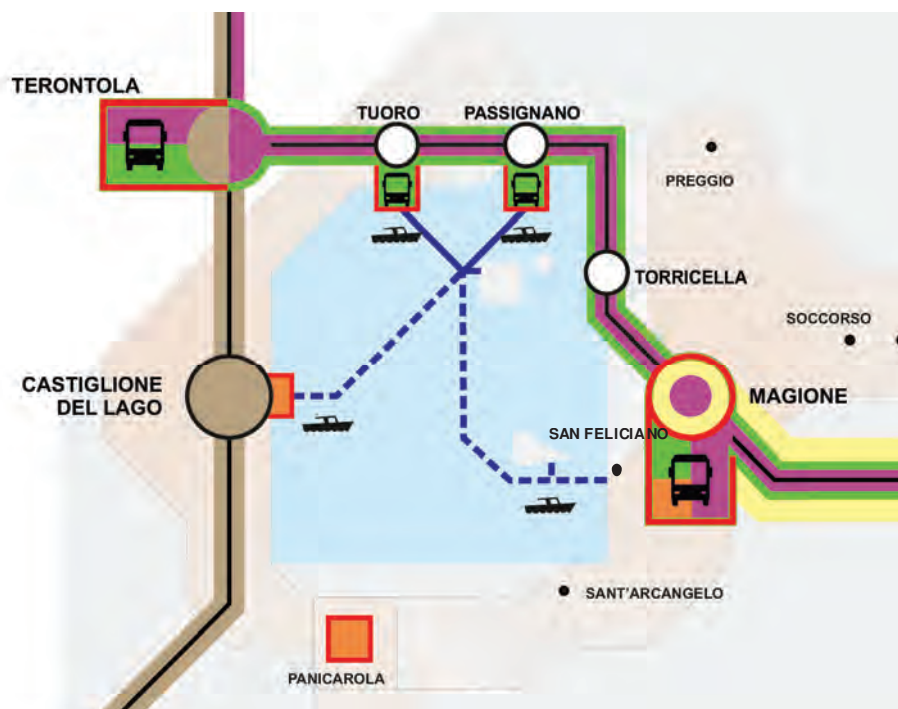 TERONTOLA
TUORO
PASSIGNANO
PREGGIO
TORRICELLA
SOCCORSO
CASTIGLIONE
DEL LAGO
MAGIONE
SAN FELICIANO
SANT'ARCANGELO
PANICAROLA